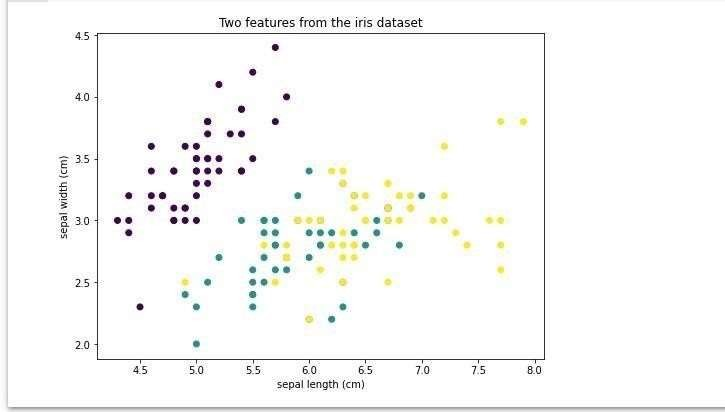 Two features from the iris dataset
4.5
4.0
3.5
3.0
2.5
2.0
sepal width (cm)
4.5 5.0 5.5 6.0 6.5 7.0 7.5 8.0
sepal length (cm)